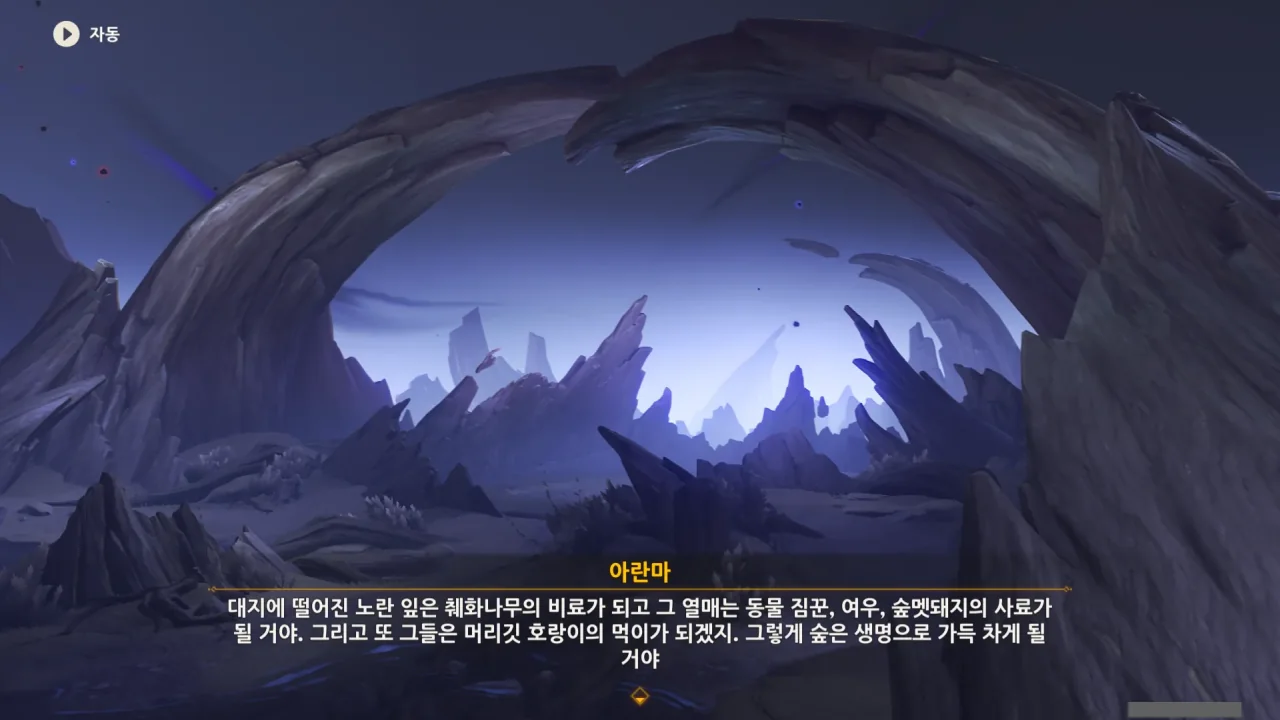 자동
아란마
대지에 떨어진 노란 잎은 췌화나무의 비료가 되고 그 열매는 동물 짐꾼, 여우, 숲멧돼지의 사료가
될 거야. 그리고 또 그들은 머리깃 호랑이의 먹이가 되겠지. 그렇게 숲은 생명으로 가득 차게 될
거야